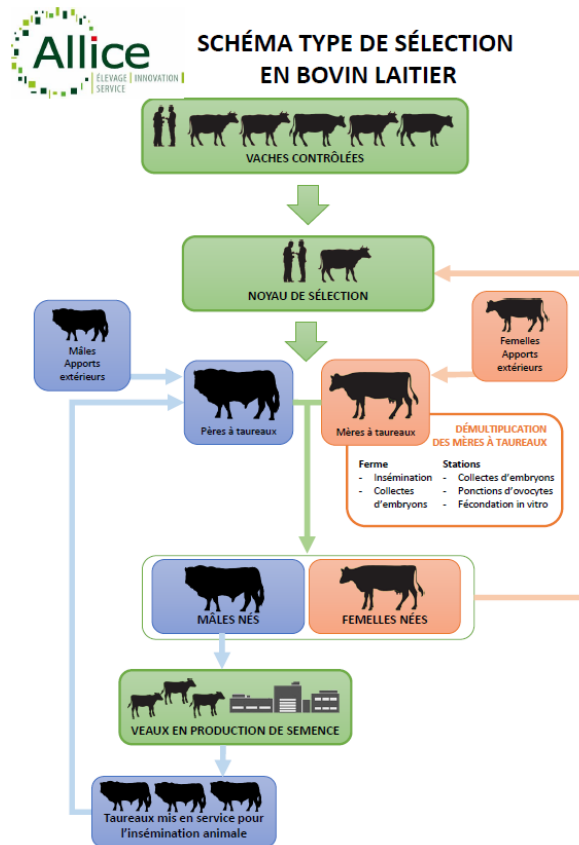 Allice
ÉLEVAGE | INNOVATION |
SERVICE
SCHÉMA TYPE DE SÉLECTION
EN BOVIN LAITIER
VACHES CONTRÔLÉES
NOYAU DE SÉLECTION
Mâles
Apports
extérieurs
Femelles
Apports
extérieurs
Pères à taureaux
Mères à taureaux
DÉMULTIPLICATION
DES MÈRES À TAUREAUX
Ferme
- Insémination
- Collectes
d'embryons
Stations
- Collectes d'embryons
- Ponctions d'ovocytes
- Fécondation in vitro
MÂLES NÉS
FEMELLES NÉES
VEAUX EN PRODUCTION DE SEMENCE
Taureaux mis en service pour
l'insémination animale